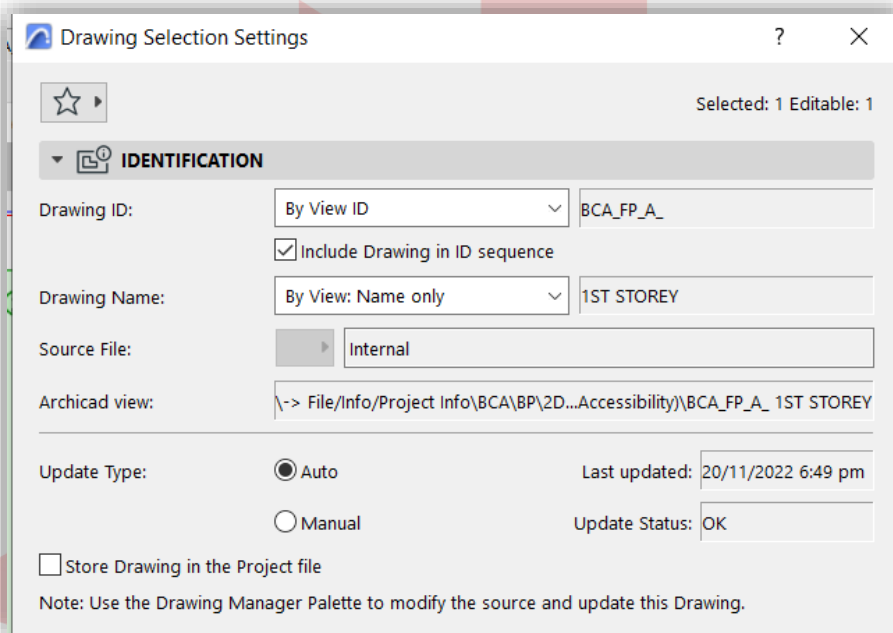 Drawing Selection Settings ?
Selected: 1 Editable: 1
IDENTIFICATION
Drawing ID: By View ID BCA_FP_A_
Include Drawing in ID sequence
Drawing Name: By View: Name only 1ST STOREY
Source File: Internal
Archicad view: \-> File/Info/Project Info\BCA\BP\2D...Accessibility)\BCA_FP_A_ 1ST STOREY
Update Type: Auto Last updated: 20/11/2022 6:49 pm
Manual Update Status: OK
Store Drawing in the Project file
Note: Use the Drawing Manager Palette to modify the source and update this Drawing.